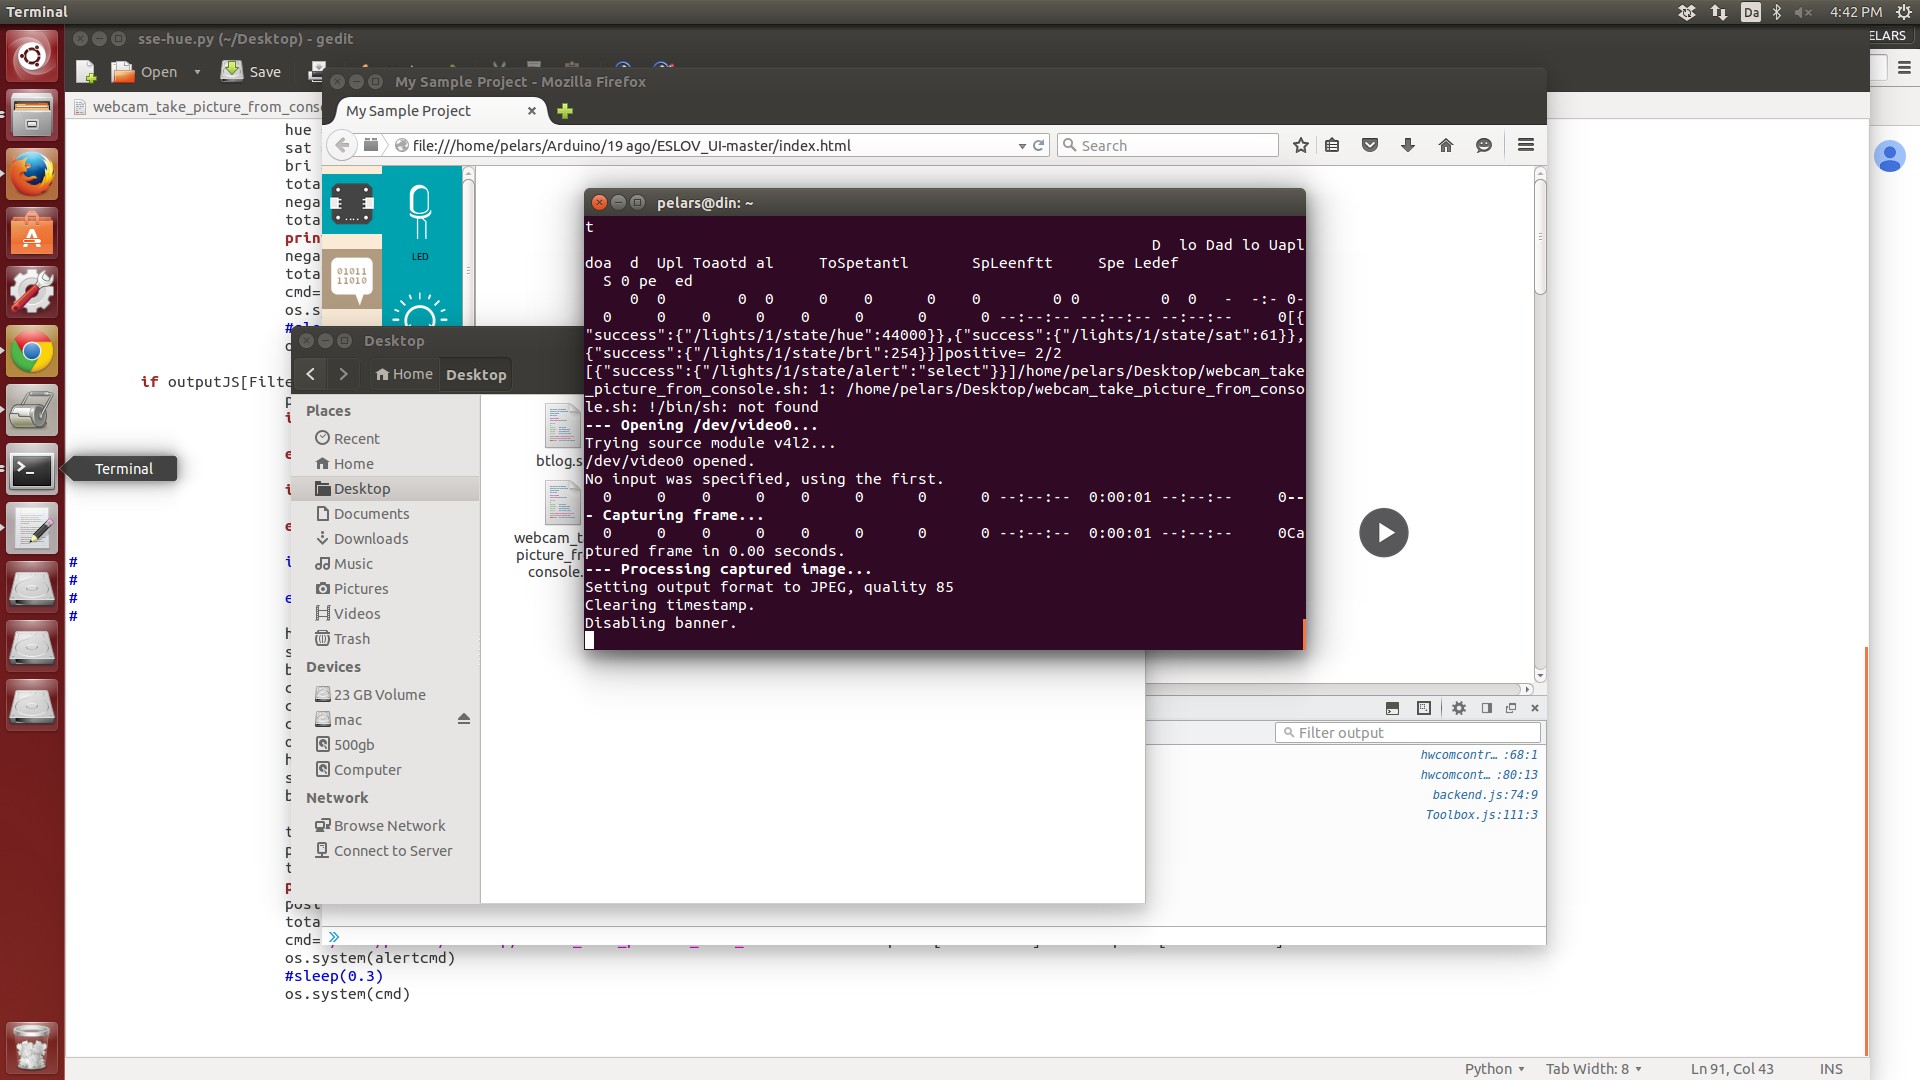 Terminal
Da
4:42 PM
sse-hue.py (~/Desktop) - gedit
ELARS
Open
Save
webcam_take_picture_from_conso
My Sample Project - Mozilla Firefox
My Sample Project
file:///home/pelars/Arduino/19 ago/ESLOV_UI-master/index.html
Search
01011
11010
LED
hue
sat
bri
tota
nega
tota
prin
nega
tota
cmd=
os.s
if outputJS[Filte
#
#
#
#
Terminal
pelars@din: ~
t
D  lo Dad lo Uapl
doa  d  Upl Toaotd al     ToSpetantl       SpLeenftt     Spe Ledef
S 0 pe  ed
0  0        0  0     0    0      0    0        0 0         0  0   -  -:- 0-
0     0    0     0    0     0      0 --:--:-- --:--:-- --:--:--     0[{
"success":{"/lights/1/state/hue":44000}},{"success":{"/lights/1/state/sat":61}},
{"success":{"/lights/1/state/bri":254}}]positive= 2/2
[{"success":{"/lights/1/state/alert":"select"}}]/home/pelars/Desktop/webcam_take
_picture_from_console.sh: 1: /home/pelars/Desktop/webcam_take_picture_from_conso
le.sh: !/bin/sh: not found
--- Opening /dev/video0...
Trying source module v4l2...
/dev/video0 opened.
No input was specified, using the first.
0     0    0     0    0     0      0 --:--:--  0:00:01 --:--:--     0--
- Capturing frame...
0     0    0     0    0     0      0 --:--:--  0:00:01 --:--:--     0Ca
ptured frame in 0.00 seconds.
--- Processing captured image...
Setting output format to JPEG, quality 85
Clearing timestamp.
Disabling banner.
Desktop
Home
Desktop
Places
Recent
Home
Desktop
Documents
Downloads
Music
Pictures
Videos
Trash
Devices
23 GB Volume
mac
500gb
Computer
Network
Browse Network
Connect to Server
btlog.s
webcam_t
picture_fr
console.
Filter output
hwcomcontr… :68:1
hwcomcont… :80:13
backend.js:74:9
Toolbox.js:111:3
post
tota
cmd=
os.system(alertcmd)
#sleep(0.3)
os.system(cmd)
Python
Tab Width: 8
Ln 91, Col 43
INS